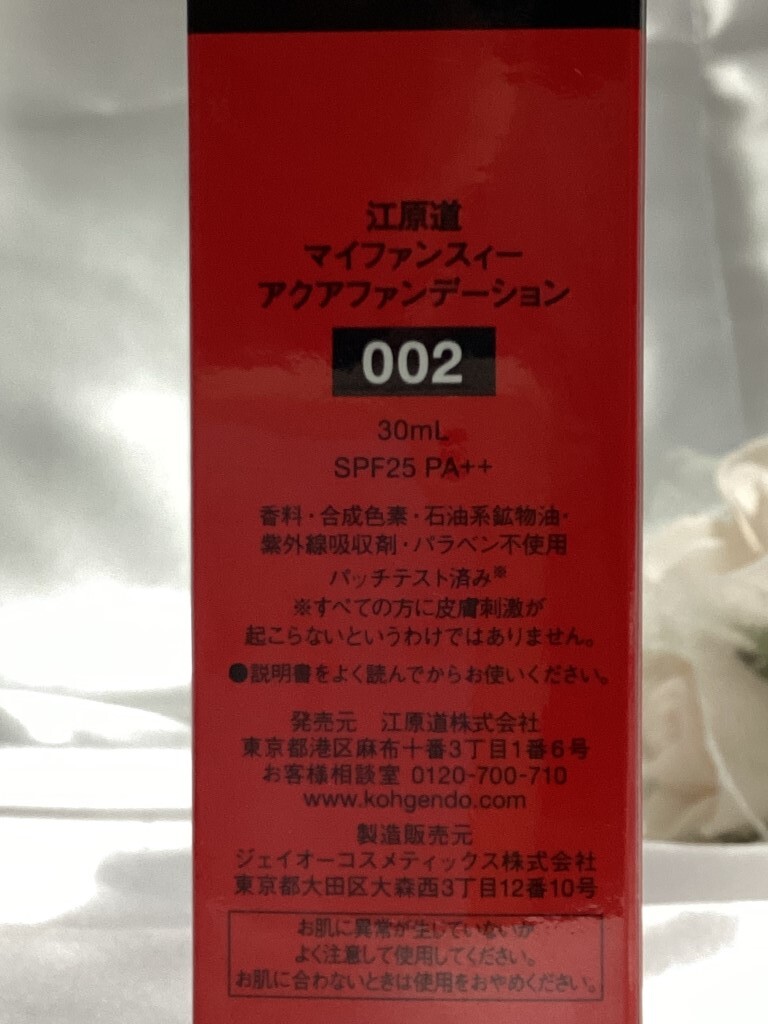 江原道
マイファンスィー
アクアファンデーション
002
30mL
SPF25 PA++
香料・合成色素・石油系鉱物油・
紫外線吸収剤・パラベン不使用
パッチテスト済み※
※すべての方に皮膚刺激が
起こらないというわけではありません。
●説明書をよく読んでからお使いください。
発売元 江原道株式会社
東京都港区麻布十番3丁目1番6号
お客様相談室 0120-700-710
www.kohgendo.com
製造販売元
ジェイオーコスメティックス株式会社
東京都大田区大森西3丁目12番10号
お肌に異常が生じていないか
よく注意して使用してください。
お肌に合わないときは使用をおやめください。